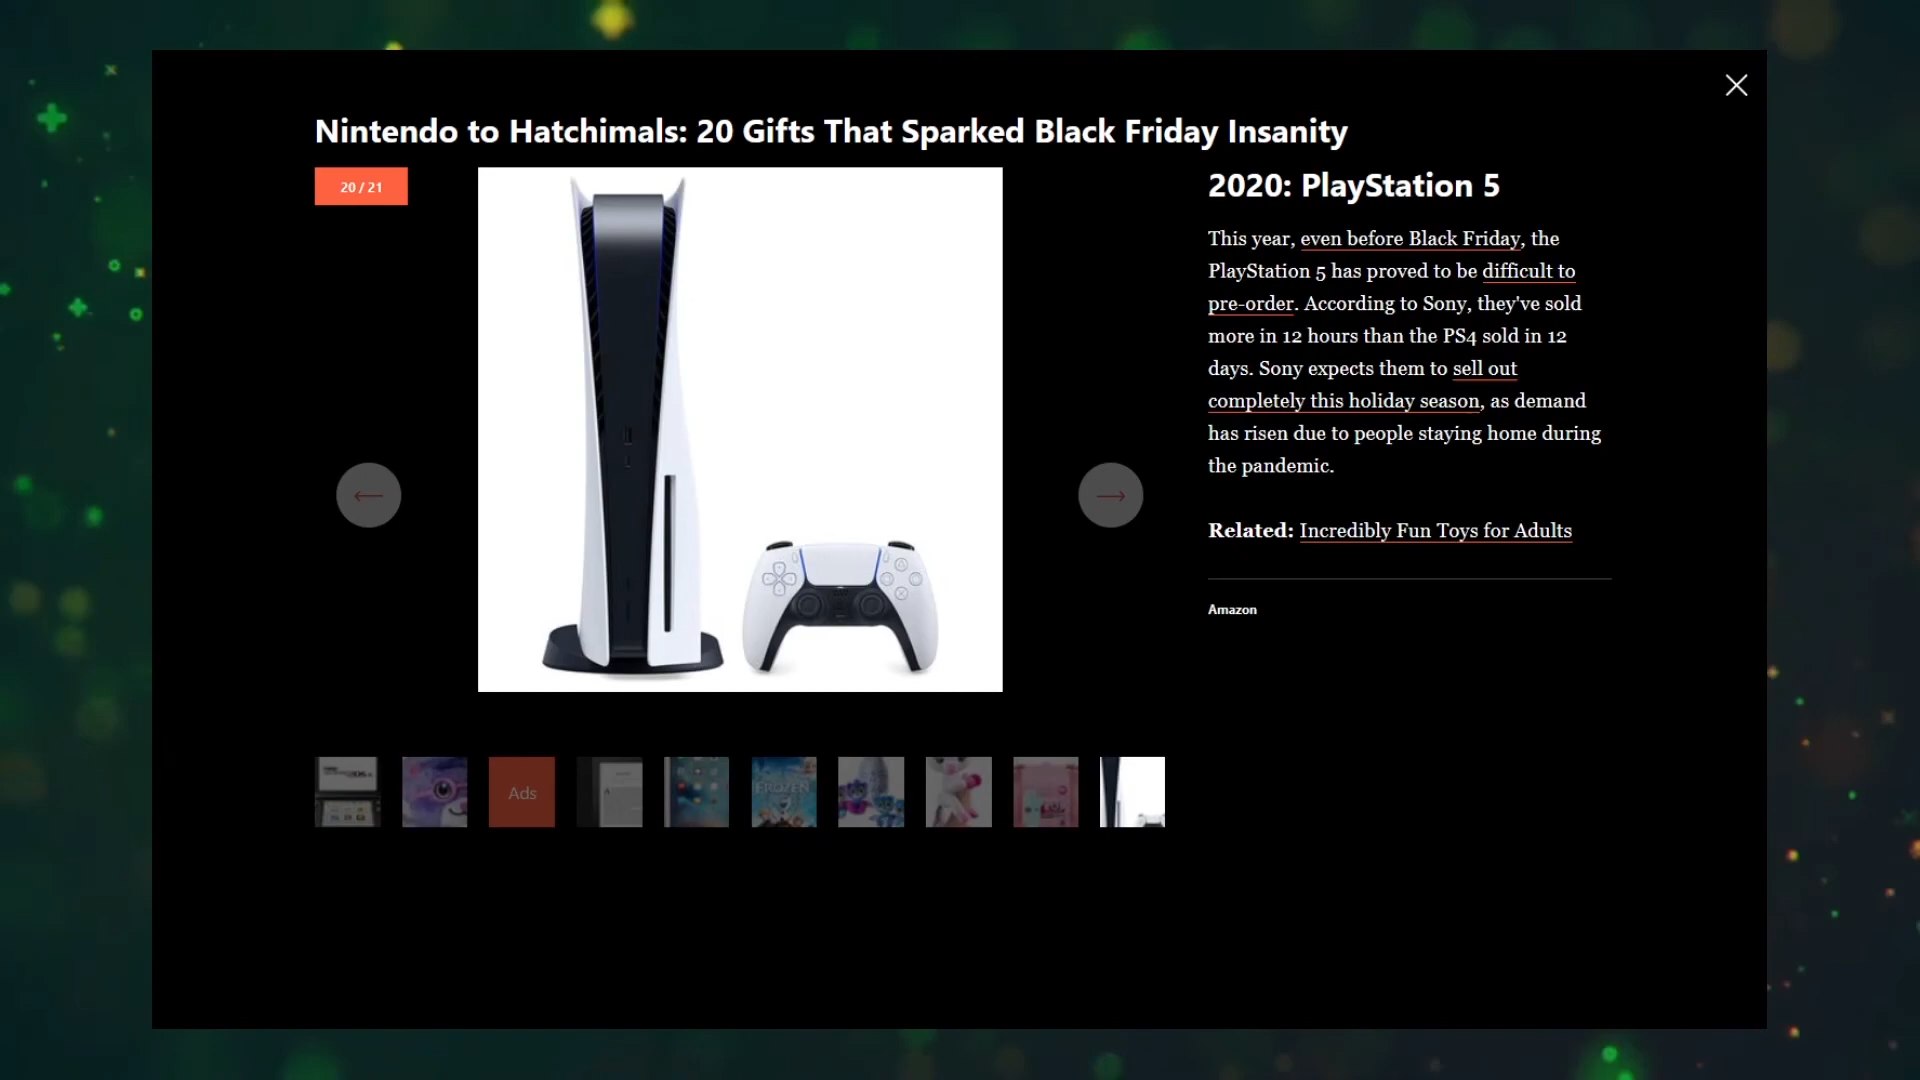 Nintendo to Hatchimals: 20 Gifts That Sparked Black Friday Insanity
20 / 21
2020: PlayStation 5
This year, even before Black Friday, the
PlayStation 5 has proved to be difficult to
pre-order. According to Sony, they've sold
more in 12 hours than the PS4 sold in 12
days. Sony expects them to sell out
completely this holiday season, as demand
has risen due to people staying home during
the pandemic.
Related: Incredibly Fun Toys for Adults
Amazon
Ads
FROZEN